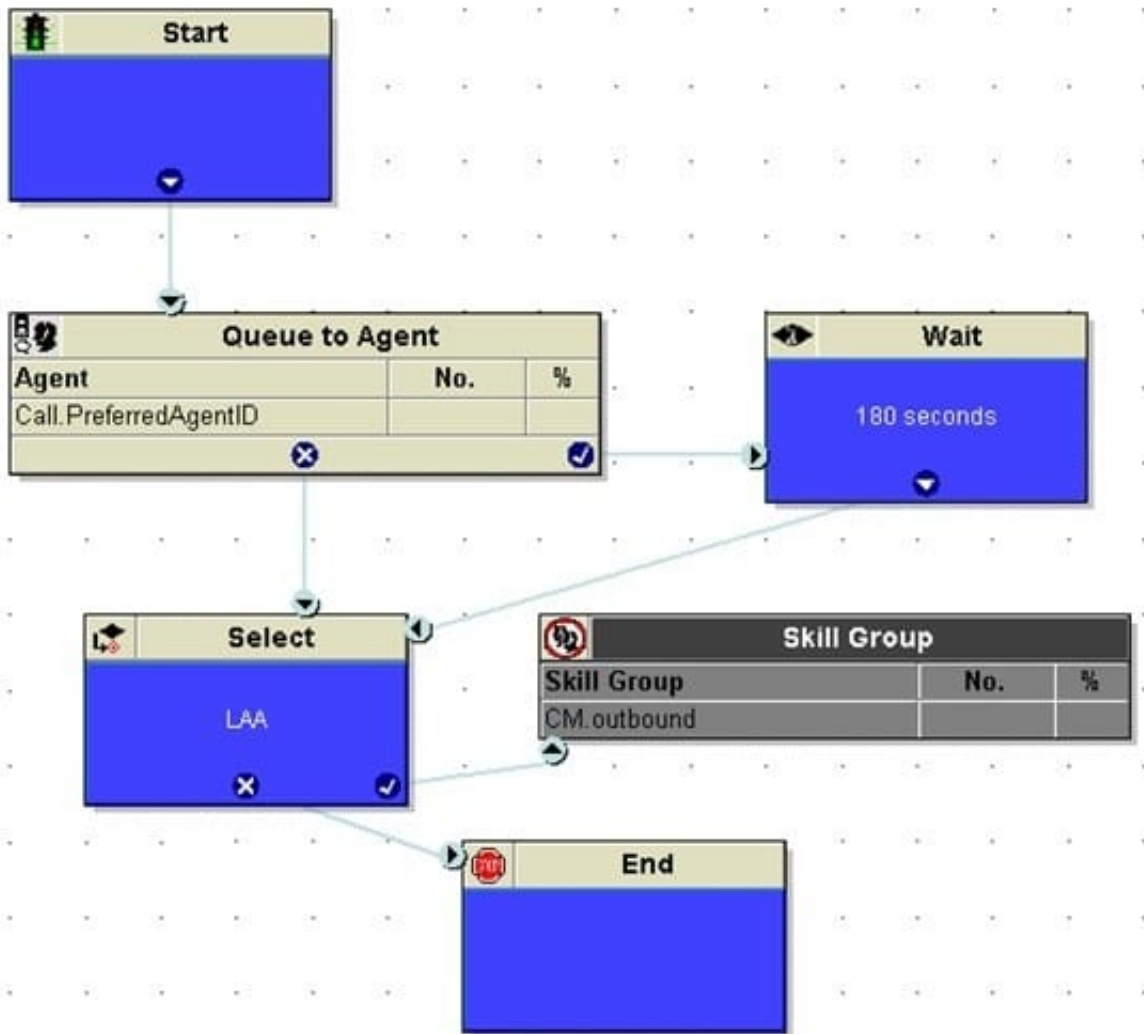 Start
Queue to Agent
Agent No. %
Call.PreferredAgentID
Wait
180 seconds
Select
LAA
Skill Group
Skill Group No. %
CM.outbound
End